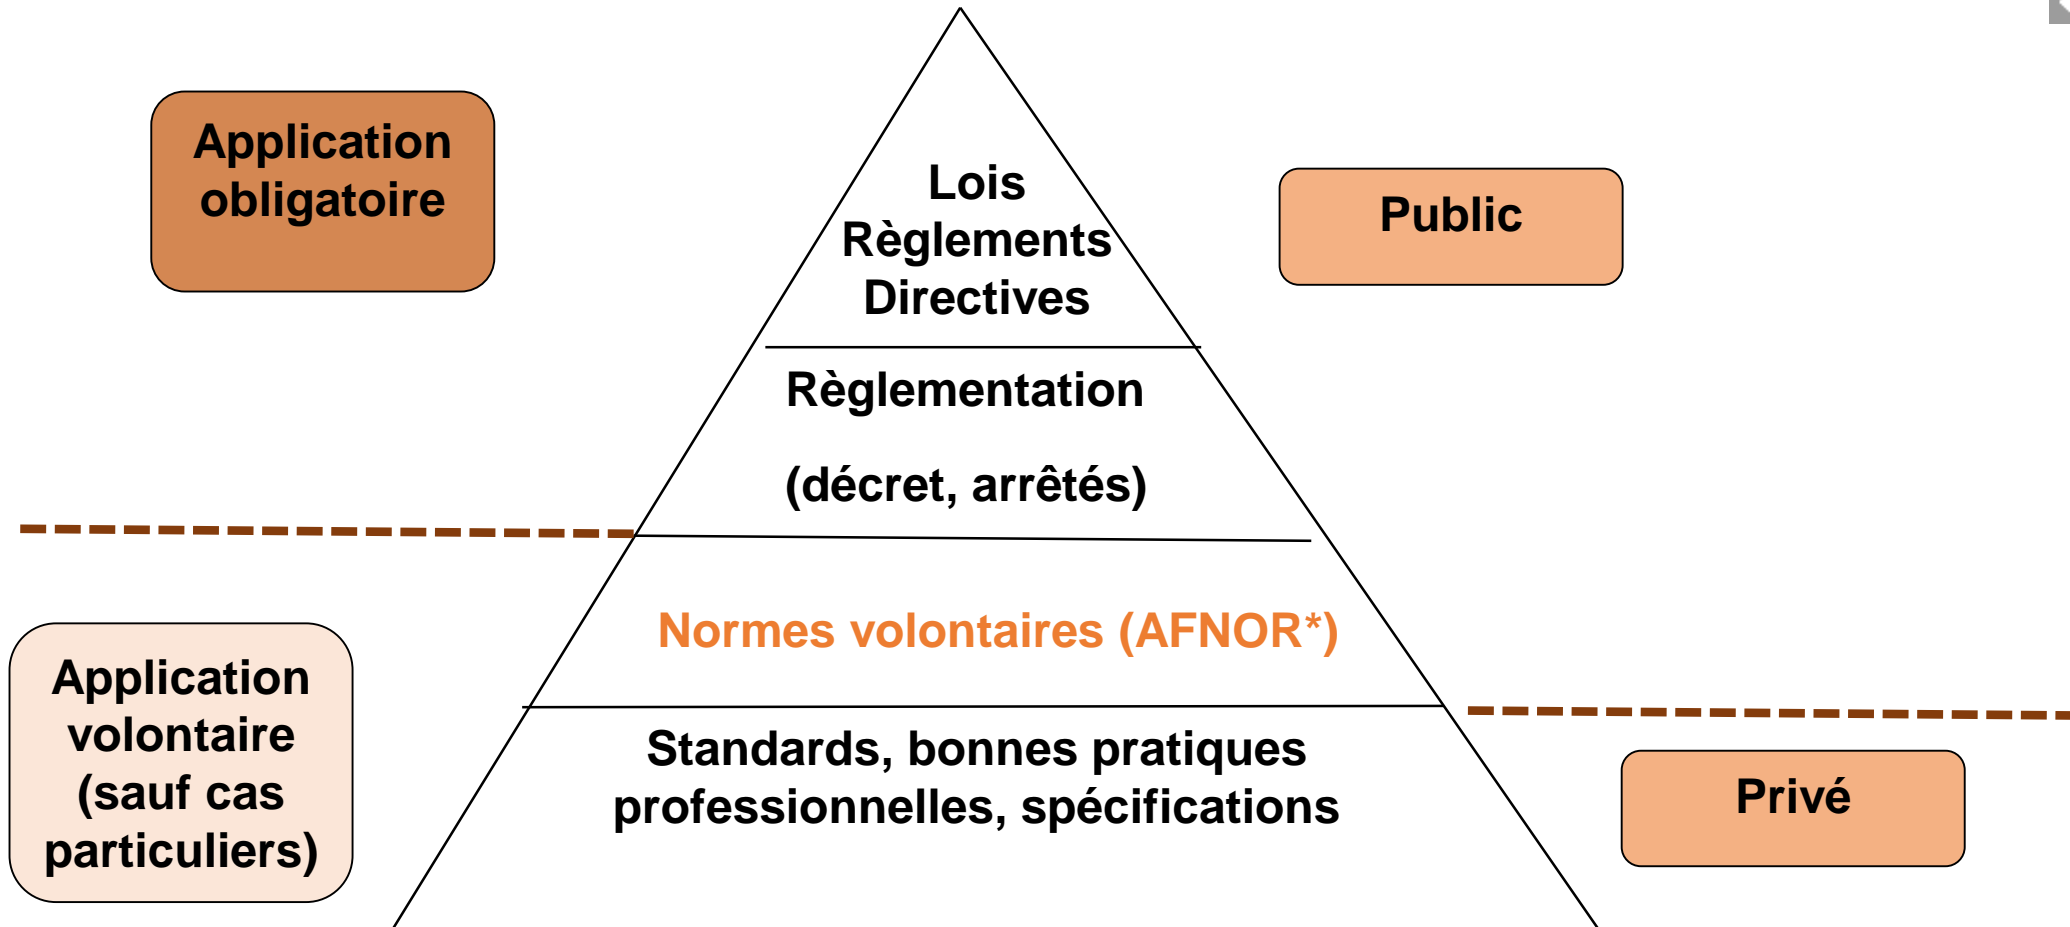 Application
obligatoire
Lois
Règlements
Directives
Public
Règlementation
(décret, arrêtés)
Normes volontaires (AFNOR*)
Application
volontaire
(sauf cas
particuliers)
Standards, bonnes pratiques
professionnelles, spécifications
Privé